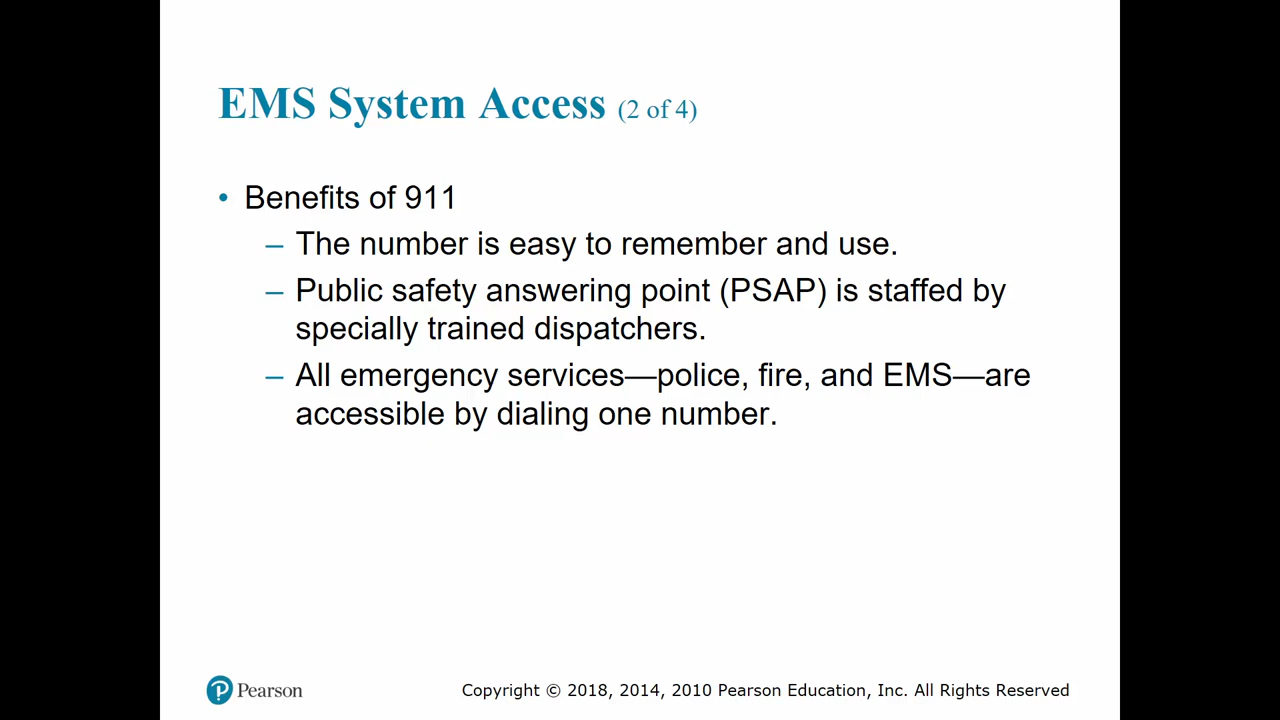 EMS System Access (2 of 4)
• Benefits of 911
– The number is easy to remember and use.
– Public safety answering point (PSAP) is staffed by
specially trained dispatchers.
– All emergency services—police, fire, and EMS—are
accessible by dialing one number.
Pearson
Copyright © 2018, 2014, 2010 Pearson Education, Inc. All Rights Reserved